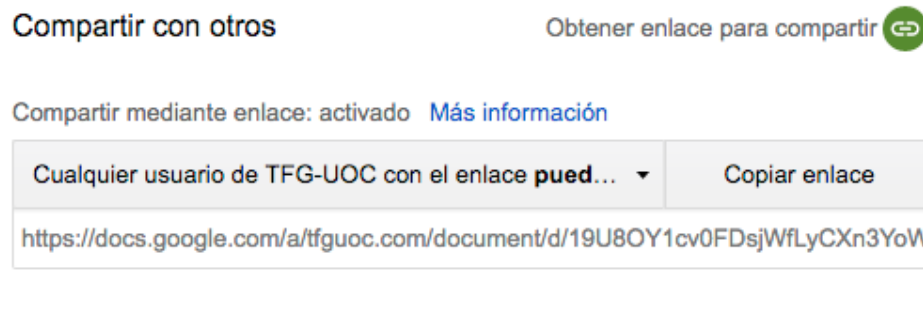 Compartir con otros Obtener enlace para compartir
Compartir mediante enlace: activado Más información
Cualquier usuario de TFG-UOC con el enlace pued... Copiar enlace
https://docs.google.com/a/tfguoc.com/document/d/19U8OY1cv0FDsjWfLyCXn3YoW